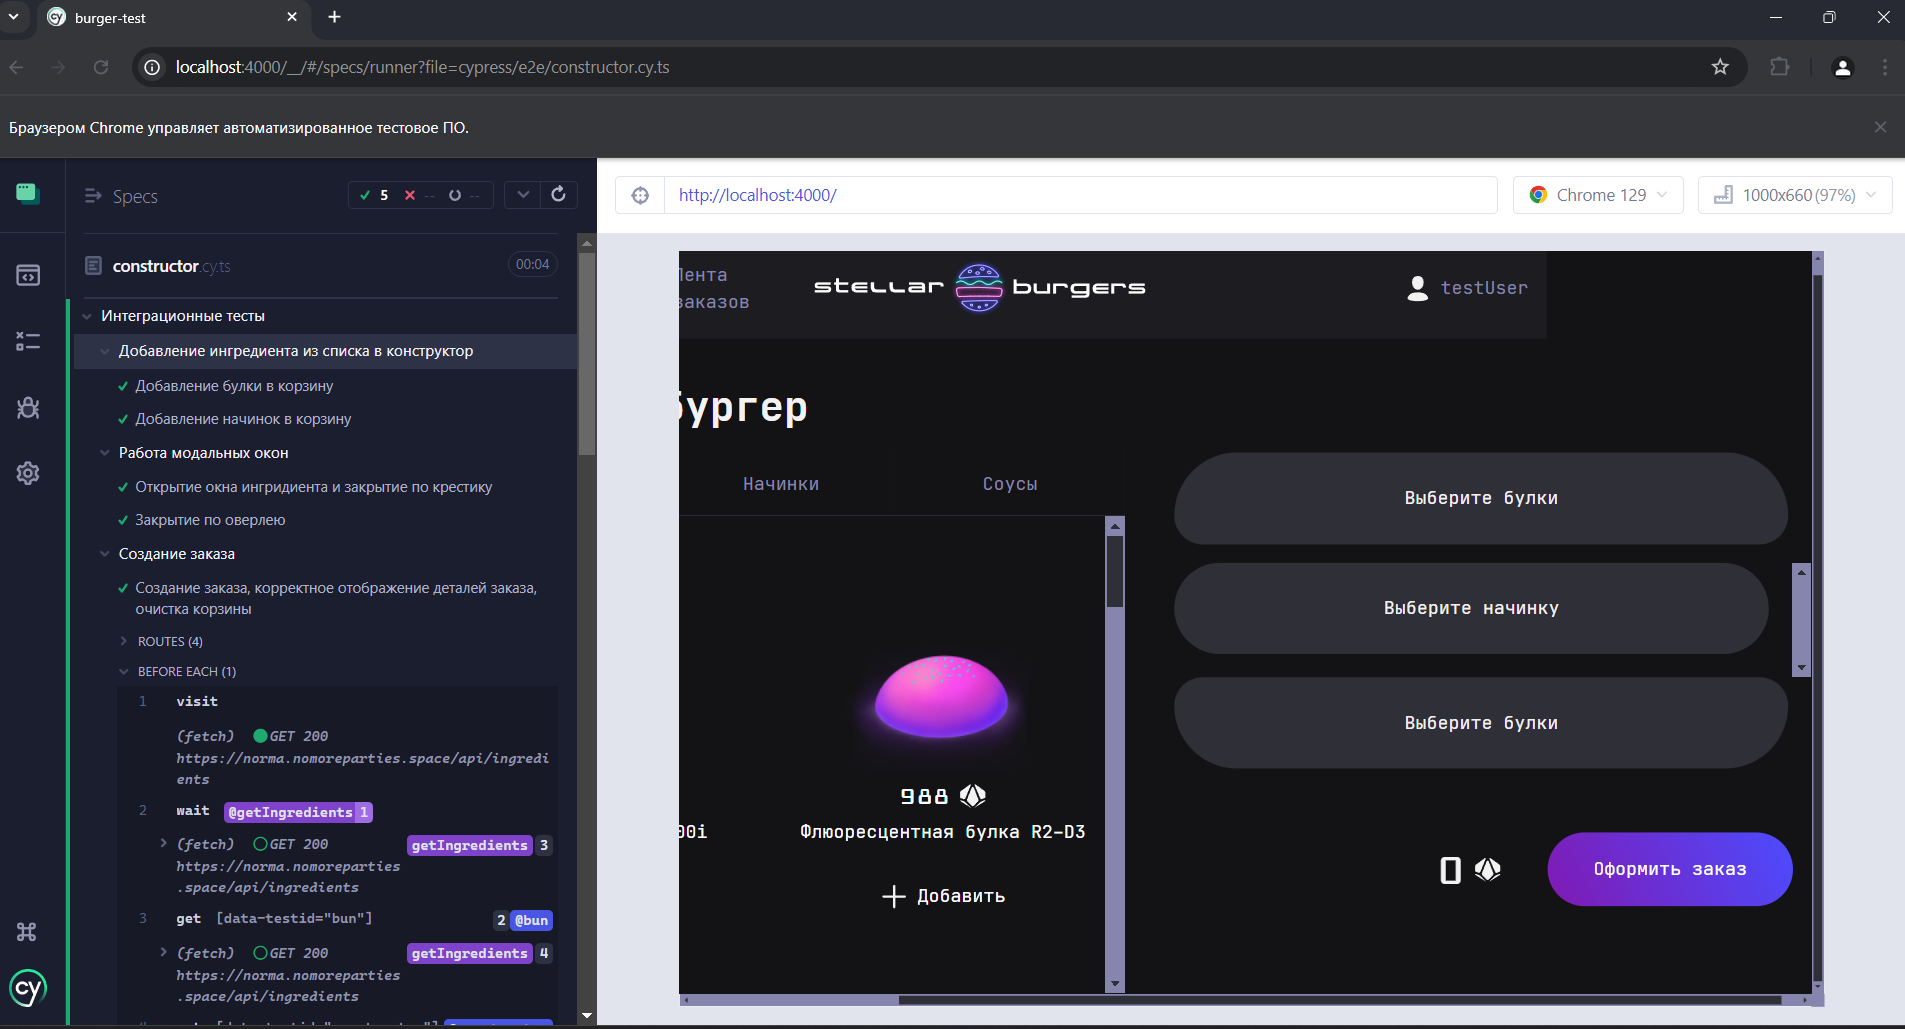 burger-test
localhost:4000/__/#/specs/runner?file=cypress/e2e/constructor.cy.ts
Браузером Chrome управляет автоматизированное тестовое ПО.
Specs
5 -- --
constructor.cy.ts
00:04
Интеграционные тесты
Добавление ингредиента из списка в конструктор
Добавление булки в корзину
Добавление начинок в корзину
Работа модальных окон
Открытие окна ингридиента и закрытие по крестику
Закрытие по оверлею
Создание заказа
Создание заказа, корректное отображение деталей заказа,
очистка корзины
ROUTES (4)
BEFORE EACH (1)
1 visit
(fetch) GET 200
https://norma.nomoreparties.space/api/ingredi
ents
2 wait @getIngredients 1
(fetch) GET 200 getIngredients 3
https://norma.nomoreparties
.space/api/ingredients
3 get [data-testid="bun"] 2 @bun
(fetch) GET 200 getIngredients 4
https://norma.nomoreparties
.space/api/ingredients
cy
http://localhost:4000/
Chrome 129
1000x660 (97%)
Лента
заказов
stellar burgers
testUser
бургер
Начинки
Соусы
988
00i
Флюоресцентная булка R2-D3
Добавить
Выберите булки
Выберите начинку
Выберите булки
0
Оформить заказ